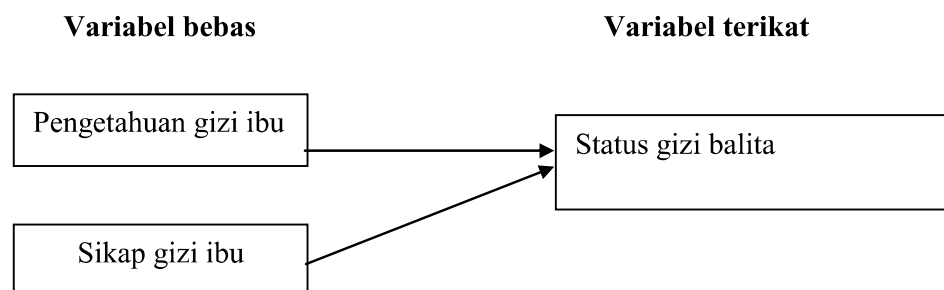 Variabel bebas
Variabel terikat
Pengetahuan gizi ibu
Status gizi balita
Sikap gizi ibu